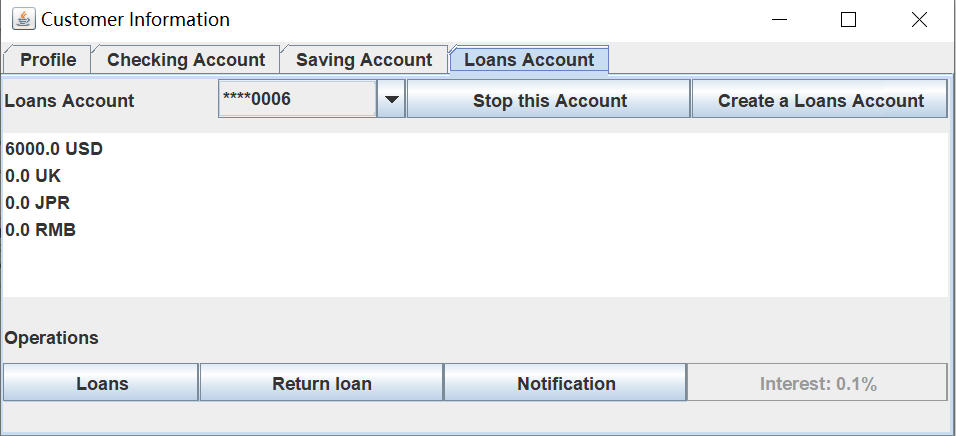 Customer Information
Profile Checking Account Saving Account Loans Account
Loans Account ****0006 Stop this Account Create a Loans Account
6000.0 USD
0.0 UK
0.0 JPR
0.0 RMB
Operations
Loans Return loan Notification Interest: 0.1%